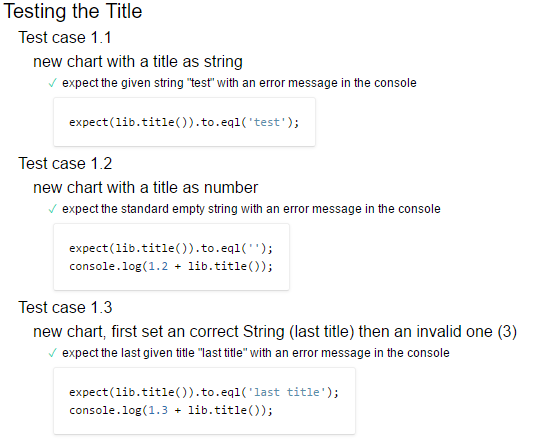 Testing the Title
Test case 1.1
new chart with a title as string
✓ expect the given string "test" with an error message in the console
expect(lib.title()).to.eql('test');
Test case 1.2
new chart with a title as number
✓ expect the standard empty string with an error message in the console
expect(lib.title()).to.eql('');
console.log(1.2 + lib.title());
Test case 1.3
new chart, first set an correct String (last title) then an invalid one (3)
✓ expect the last given title "last title" with an error message in the console
expect(lib.title()).to.eql('last title');
console.log(1.3 + lib.title());